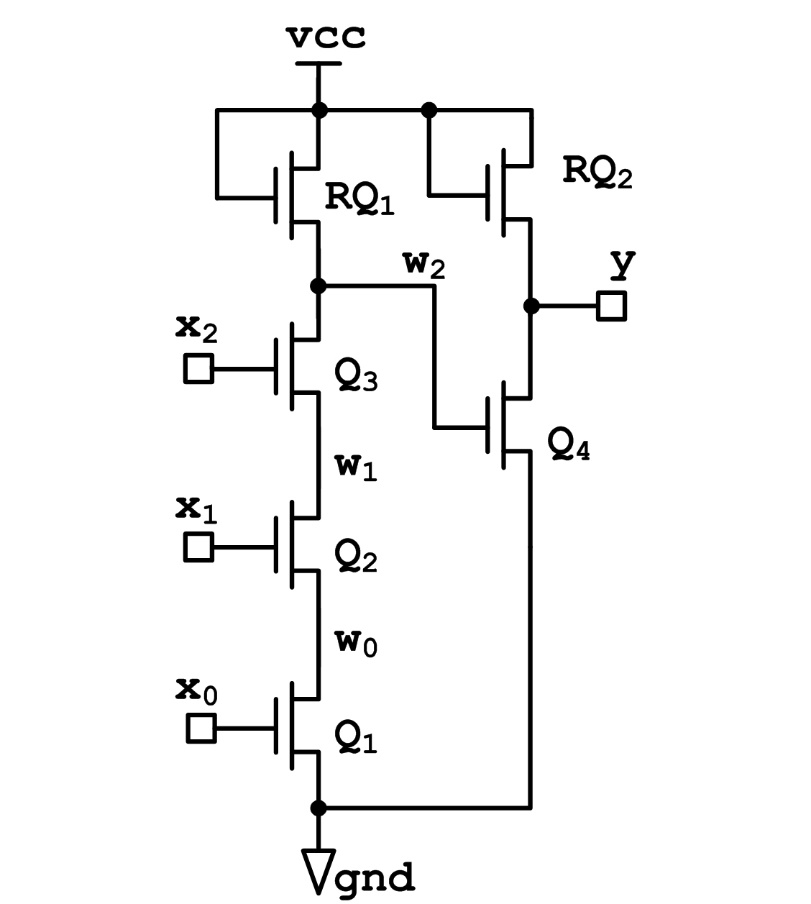 vcc
RQ₁
RQ₂
w₂
y
x₂
Q₃
Q₄
w₁
x₁
Q₂
w₀
x₀
Q₁
gnd